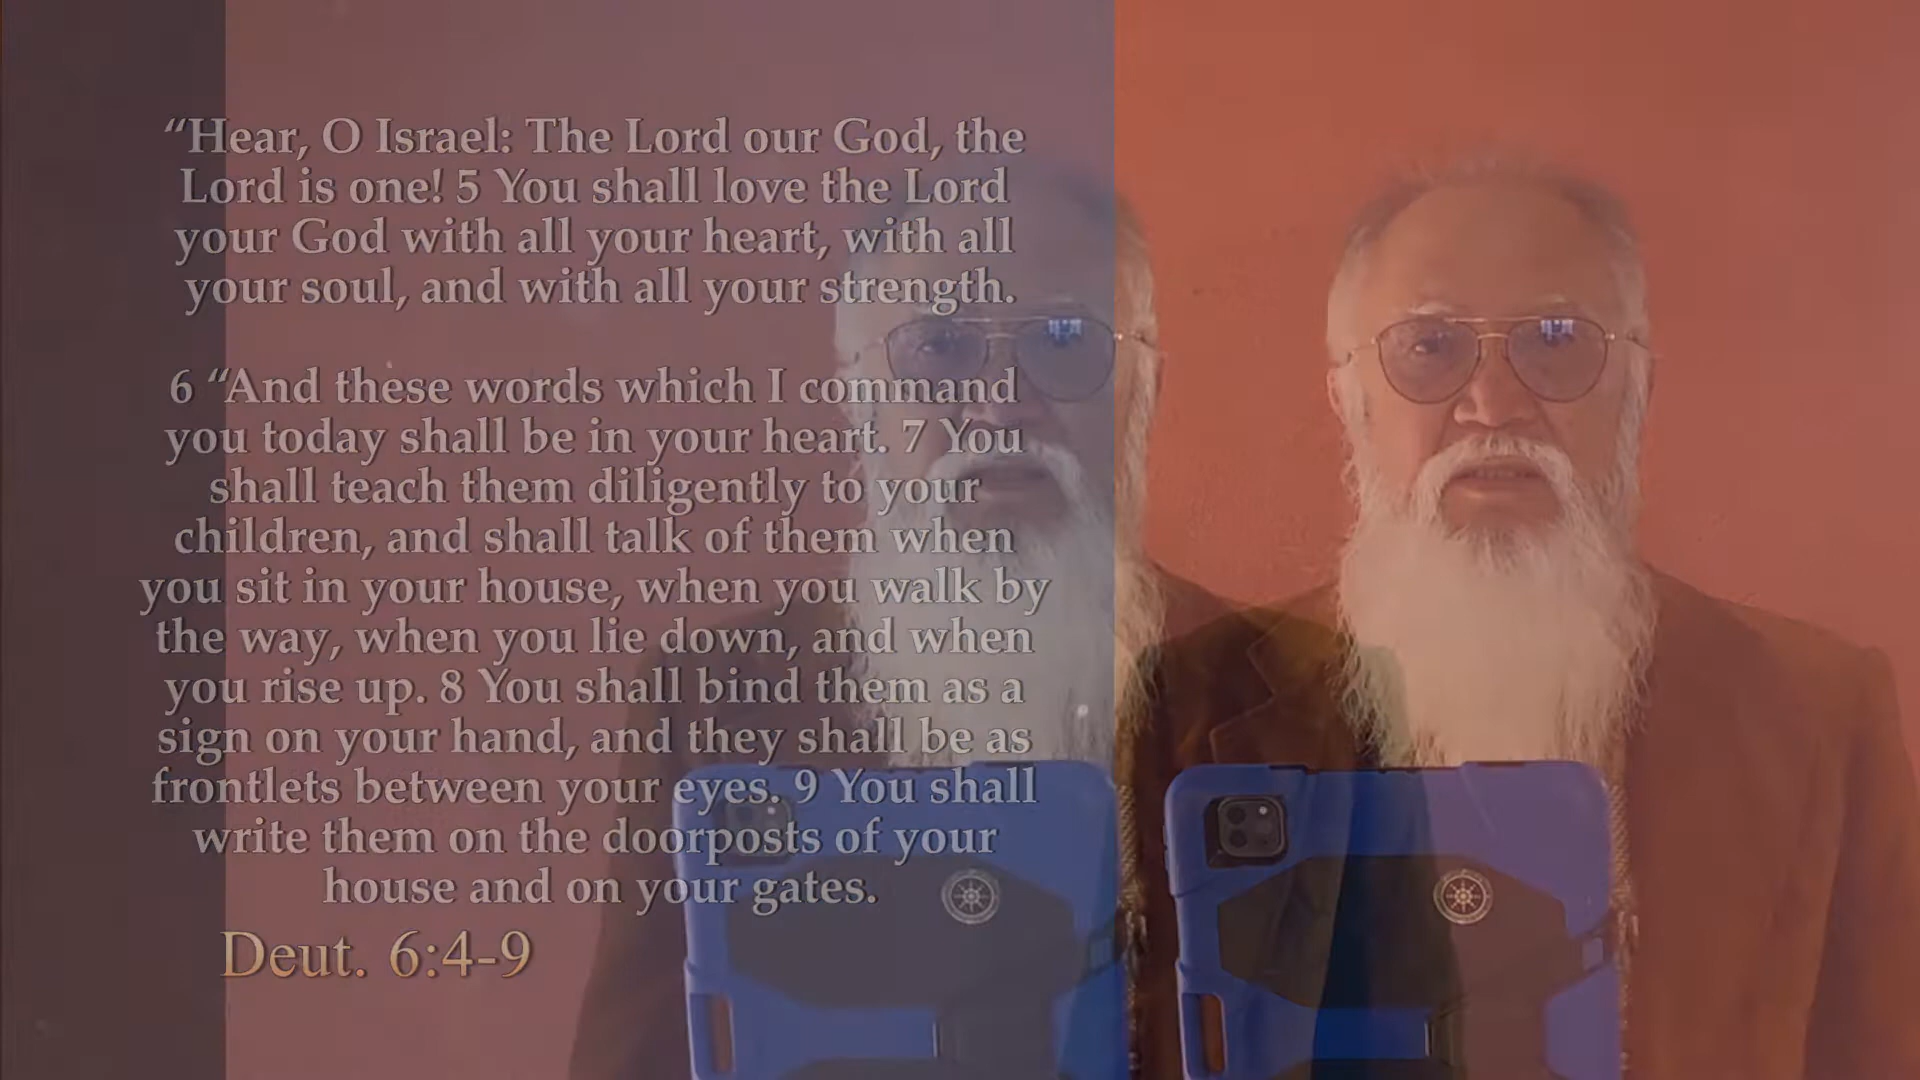 “Hear, O Israel: The Lord our God, the
Lord is one! 5 You shall love the Lord
your God with all your heart, with all
your soul, and with all your strength.
6 “And these words which I command
you today shall be in your heart. 7 You
shall teach them diligently to your
children, and shall talk of them when
you sit in your house, when you walk by
the way, when you lie down, and when
you rise up. 8 You shall bind them as a
sign on your hand, and they shall be as
frontlets between your eyes. 9 You shall
write them on the doorposts of your
house and on your gates.
Deut. 6:4-9